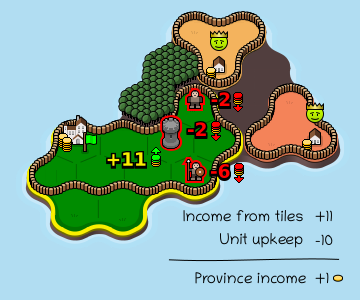 -2
-2
+11
-6
Income from tiles +11
Unit upkeep -10
Province income +1